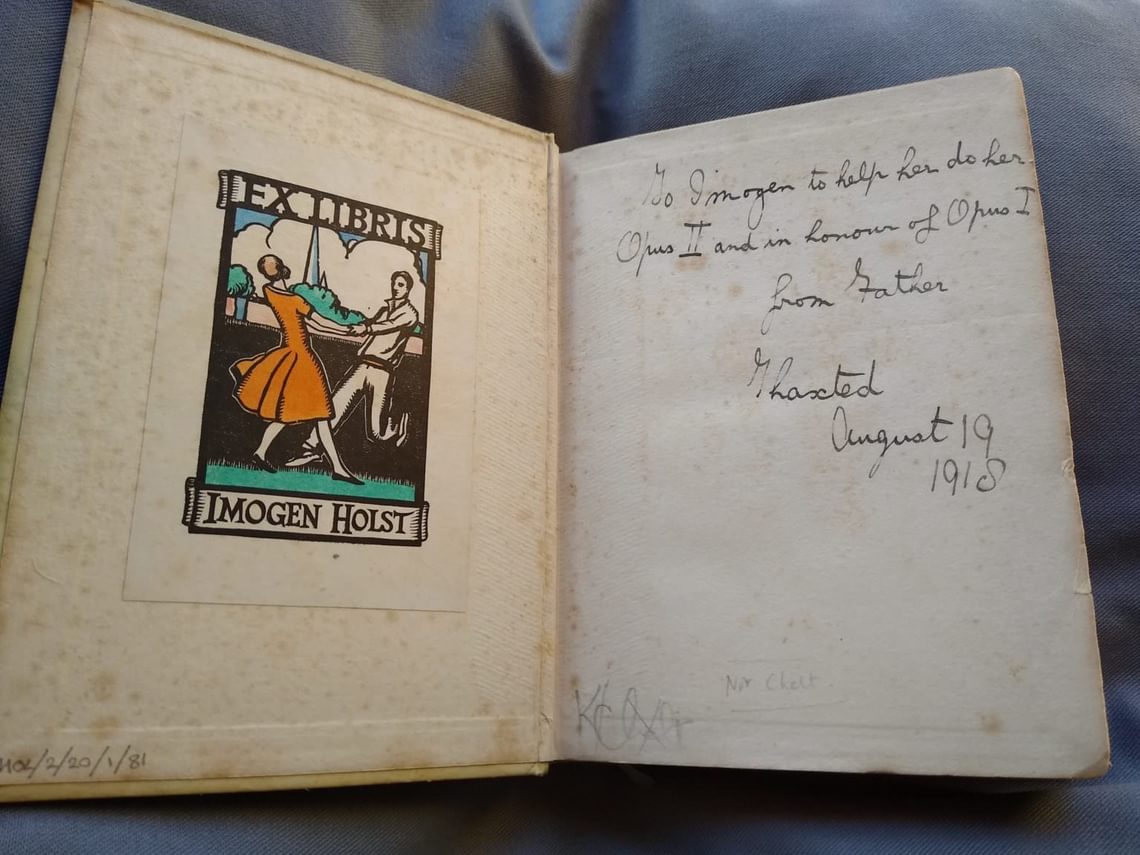 EX LIBRIS
IMOGEN HOLST
HOL/2/20/1/81
To Imogen to help her do her
Opus II and in honour of Opus I
from Father
Thaxted
August 19
1918
Not Chelt